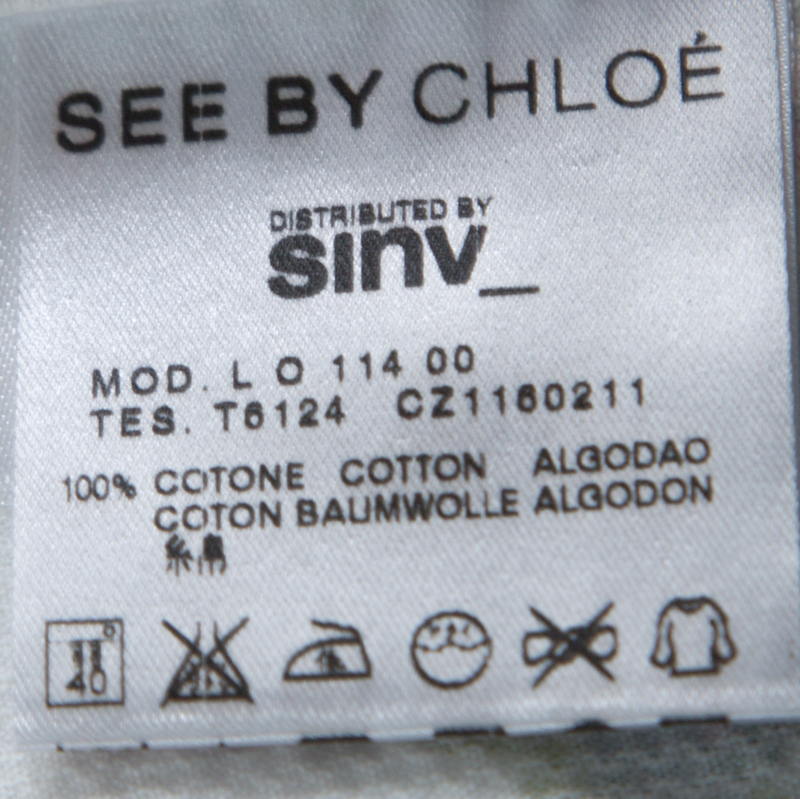 SEE BY CHLOÉ
DISTRIBUTED BY
sinv_
MOD. L O 114 00
TES. T6124 CZ1160211
100% COTONE COTTON ALGODAO
COTON BAUMWOLLE ALGODON
40